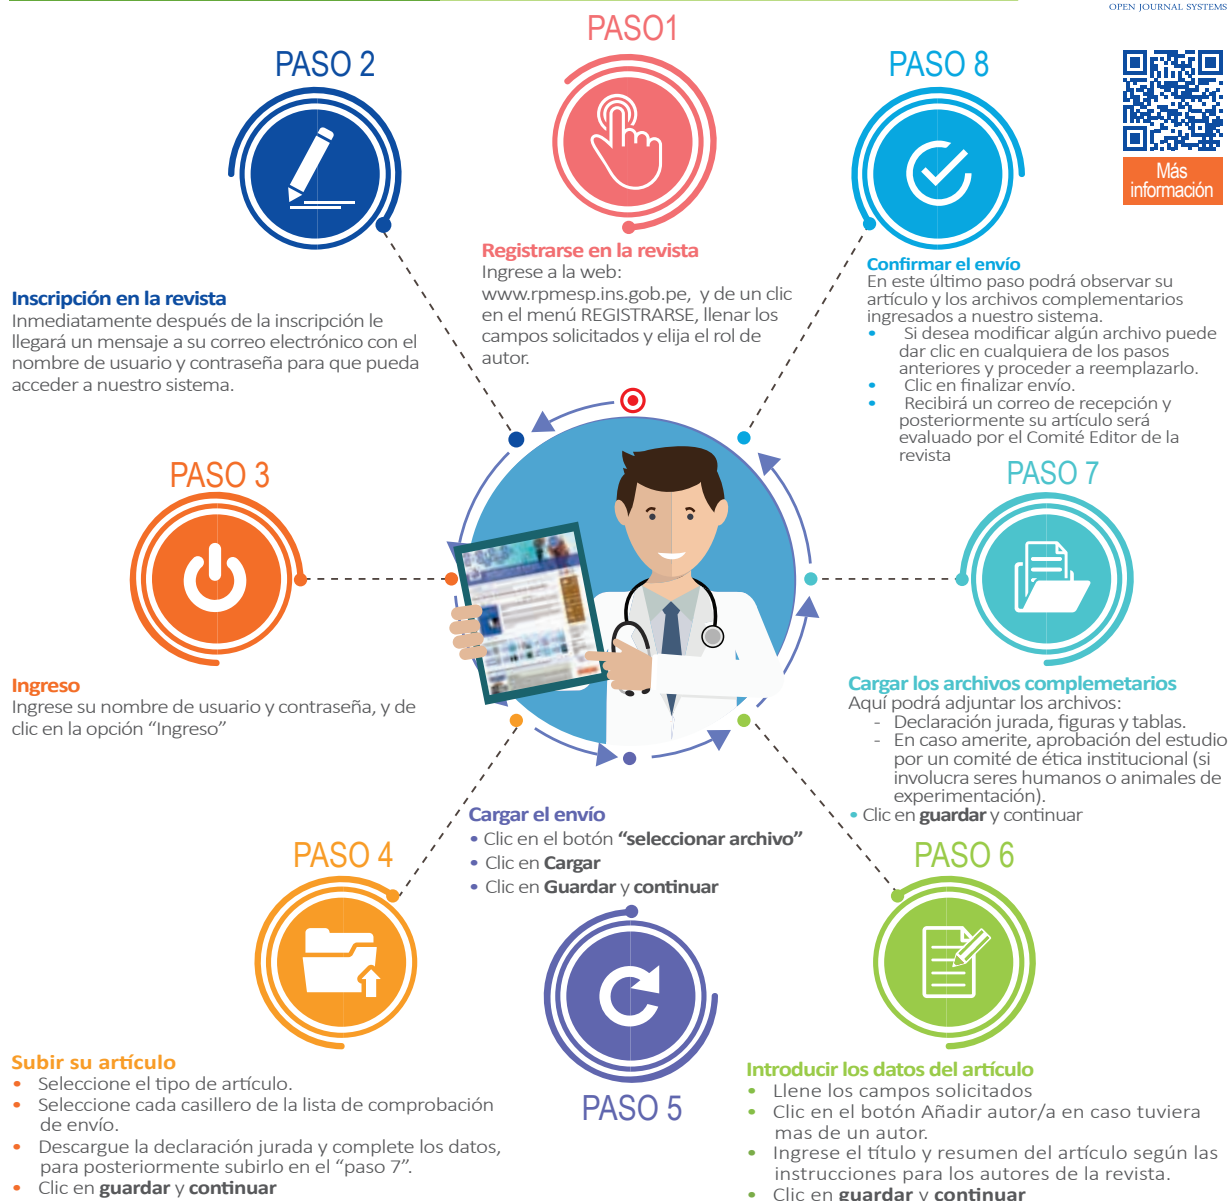 OPEN JOURNAL SYSTEMS
PASO1
Registrarse en la revista
Ingrese a la web:
www.rpmesp.ins.gob.pe, y de un clic
en el menú REGISTRARSE, llenar los
campos solicitados y elija el rol de
autor.
PASO 2
Inscripción en la revista
Inmediatamente después de la inscripción le
llegará un mensaje a su correo electrónico con el
nombre de usuario y contraseña para que pueda
acceder a nuestro sistema.
PASO 3
Ingreso
Ingrese su nombre de usuario y contraseña, y de
clic en la opción “Ingreso”
PASO 4
Subir su artículo
• Seleccione el tipo de artículo.
• Seleccione cada casillero de la lista de comprobación
de envío.
• Descargue la declaración jurada y complete los datos,
para posteriormente subirlo en el “paso 7”.
• Clic en guardar y continuar
Cargar el envío
• Clic en el botón “seleccionar archivo”
• Clic en Cargar
• Clic en Guardar y continuar
PASO 5
PASO 6
Introducir los datos del artículo
• Llene los campos solicitados
• Clic en el botón Añadir autor/a en caso tuviera
mas de un autor.
• Ingrese el título y resumen del artículo según las
instrucciones para los autores de la revista.
• Clic en guardar y continuar
PASO 7
Cargar los archivos complemetarios
Aquí podrá adjuntar los archivos:
- Declaración jurada, figuras y tablas.
- En caso amerite, aprobación del estudio
por un comité de ética institucional (si
involucra seres humanos o animales de
experimentación).
• Clic en guardar y continuar
PASO 8
Confirmar el envío
En este último paso podrá observar su
artículo y los archivos complementarios
ingresados a nuestro sistema.
• Si desea modificar algún archivo puede
dar clic en cualquiera de los pasos
anteriores y proceder a reemplazarlo.
• Clic en finalizar envío.
• Recibirá un correo de recepción y
posteriormente su artículo será
evaluado por el Comité Editor de la
revista
Más
información